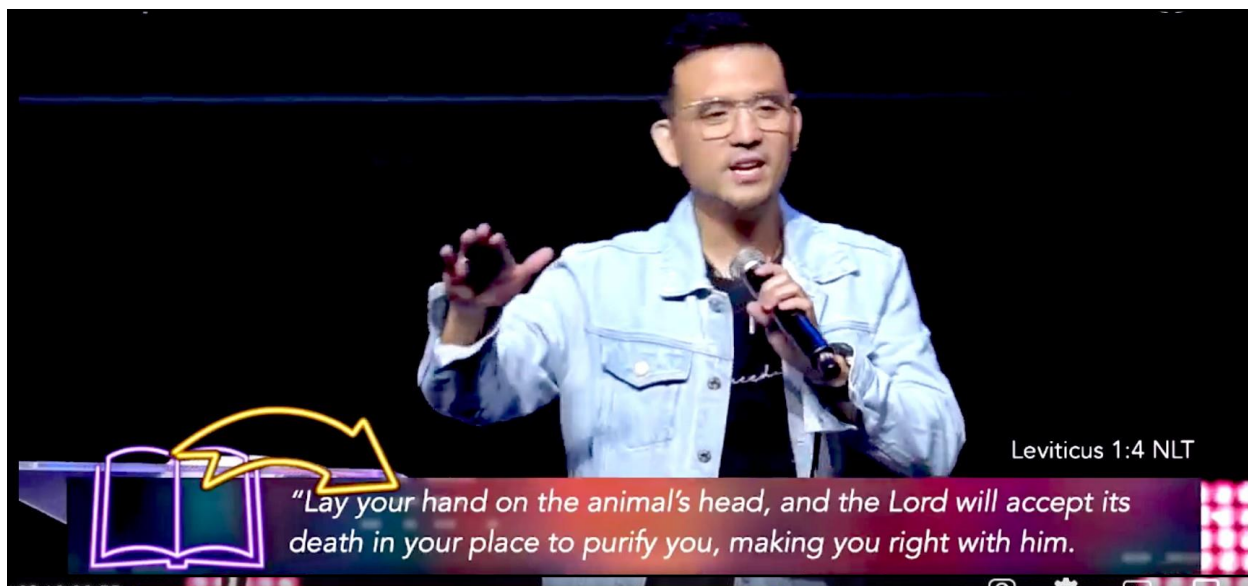 Leviticus 1:4 NLT
“Lay your hand on the animal’s head, and the Lord will accept its
death in your place to purify you, making you right with him.